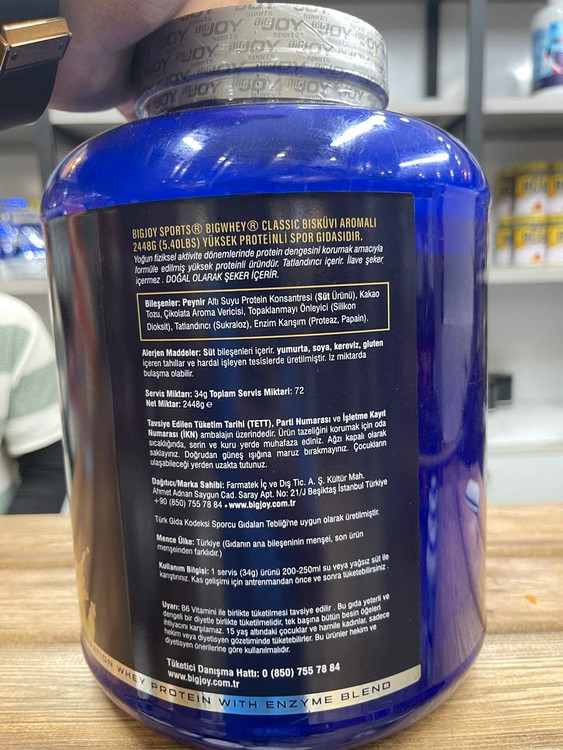 BIGJOY SPORTS® BIGWHEY® CLASSIC BISKÜVI AROMALI
2448G (5.40LBS) YÜKSEK PROTEİNLİ SPOR GIDASIDIR.
Yoğun fiziksel aktivite dönemlerinde protein dengesini korumak amacıyla
formüle edilmiş yüksek proteinli üründür. Tatlandırıcı içerir. İlave şeker
içermez . DOĞAL OLARAK ŞEKER İÇERİR.
Bileşenler: Peynir Altı Suyu Protein Konsantresi (Süt Ürünü), Kakao
Tozu, Çikolata Aroma Vericisi, Topaklanmayı Önleyici (Silikon
Dioksit), Tatlandırıcı (Sukraloz), Enzim Karışım (Proteaz, Papain).
Alerjen Maddeler: Süt bileşenleri içerir. yumurta, soya, kereviz, gluten
içeren tahılları ve hardal işleyen tesislerde üretilmiştir. İz miktarda
bulaşma olabilir.
Servis Miktarı: 34g Toplam Servis Miktari: 72
Net Miktar: 2448g e
Tavsiye Edilen Tüketim Tarihi (TETT), Parti Numarası ve İşletme Kayıt
Numarası (İKN) ambalajın üzerindedir. Ürün tazeliğini korumak için oda
sıcaklığında, serin ve kuru yerde muhafaza ediniz. Ağzı kapalı olarak
saklayınız. Doğrudan güneş ışığına maruz bırakmayınız. Çocukların
ulaşabileceği yerden uzakta tutunuz.
Dağıtıcı/Marka Sahibi: Farmatek İç ve Dış Tic. A. Ş. Kültür Mah.
Ahmet Adnan Saygun Cad. Saray Apt. No: 21/J Beşiktaş İstanbul Türkiye
+90 (850) 755 78 84 • www.bigjoy.com.tr
Türk Gıda Kodeksi Sporcu Gıdaları Tebliği'ne uygun olarak üretilmiştir.
Mence Ülke: Türkiye (Gıdanın ana bileşeninin menşei, son ürün
menşeinden farklıdır.)
Kullanım Bilgisi: 1 servis (34g) ürünü 200-250ml su veya yağsız süt ile
karıştırınız. Kas gelişimi için antrenmandan önce ve sonra tüketebilirsiniz .
Uyarı: B6 Vitamini ile birlikte tüketilmesi tavsiye edilir . Bu gıda yeterli ve
dengeli bir diyetle birlikte tüketilmelidir, tek başına bütün besin öğeleri
ihtiyacını karşılamaz. 15 yaş altındaki çocuklar ve hamile kadınlar, sadece
hekim veya diyetisyen gözetiminde tüketebilirler. Bu ürünler hekim ve
diyetisyen önerilerine göre kullanılmalıdır.
Tüketici Danışma Hattı: 0 (850) 755 78 84
www.bigjoy.com.tr
WHEY PROTEIN WITH ENZYME BLEND